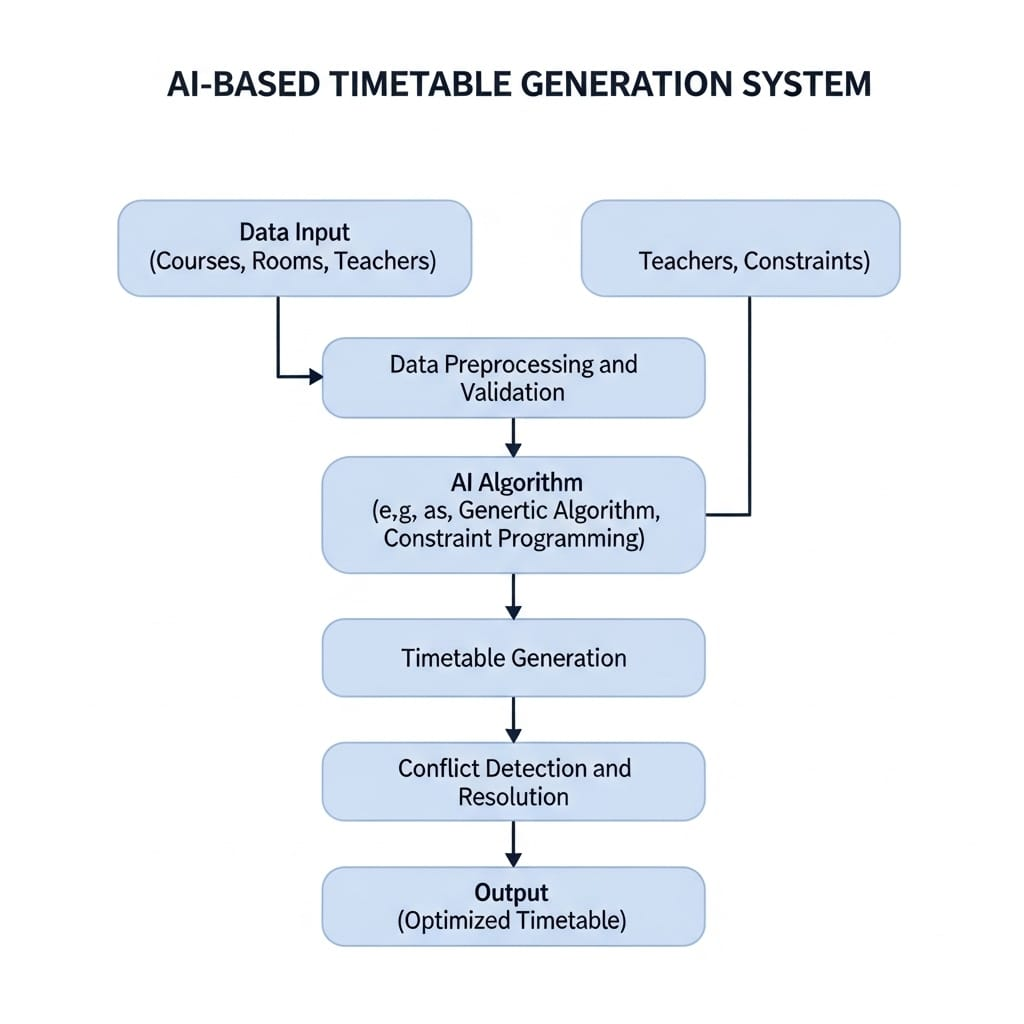 AI-BASED TIMETABLE GENERATION SYSTEM
Data Input
(Courses, Rooms, Teachers)
Teachers, Constraints)
Data Preprocessing and
Validation
AI Algorithm
(e,g, as, Genertic Algorithm,
Constraint Programming)
Timetable Generation
Conflict Detection and
Resolution
Output
(Optimized Timetable)